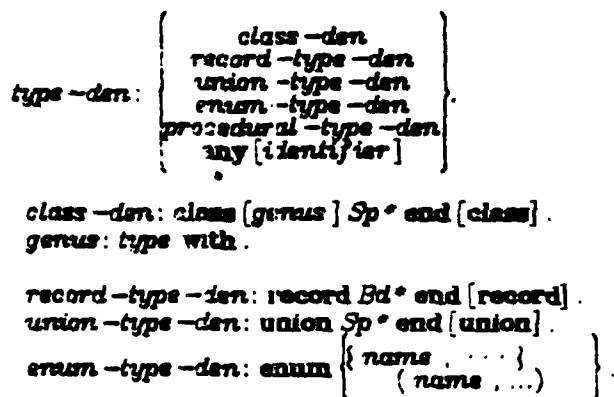 class-den
record-type-den
union-type-den
type-den: enum-type-den .
procedural-type-den
any [identifier]
class-den: class [genus] Sp* end [class] .
genus: type with .
record-type-den: record Bd* end [record] .
union-type-den: union Sp* end [union] .
enum-type-den: enum { name , ··· } .
( name , ...)